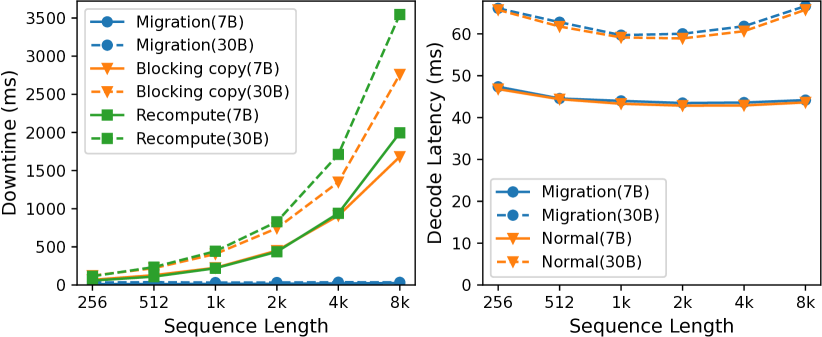 Downtime (ms)
3500
3000
2500
2000
1500
1000
500
0
256 512 1k 2k 4k 8k
Sequence Length
Migration(7B)
Migration(30B)
Blocking copy(7B)
Blocking copy(30B)
Recompute(7B)
Recompute(30B)
Decode Latency (ms)
60
50
40
30
20
10
0
256 512 1k 2k 4k 8k
Sequence Length
Migration(7B)
Migration(30B)
Normal(7B)
Normal(30B)